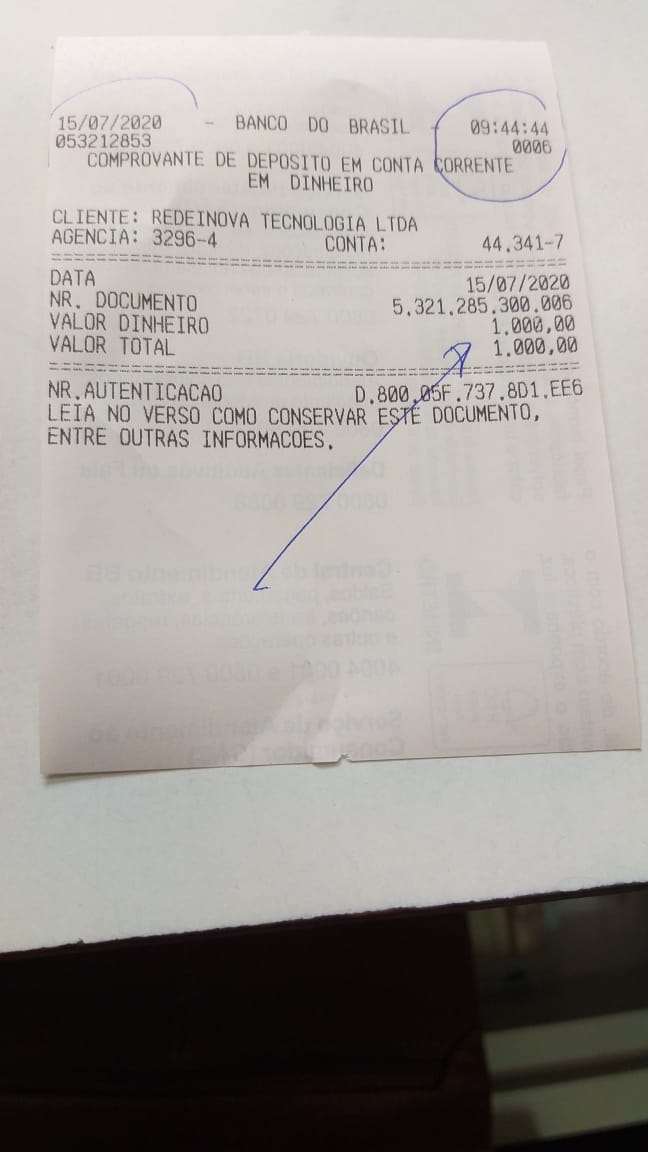 15/07/2020 - BANCO DO BRASIL - 09:44:44
053212853 0006
COMPROVANTE DE DEPOSITO EM CONTA CORRENTE
EM DINHEIRO
CLIENTE: REDEINOVA TECNOLOGIA LTDA
AGENCIA: 3296-4 CONTA: 44.341-7
DATA 15/07/2020
NR. DOCUMENTO 5.321.285.300.006
VALOR DINHEIRO 1.000,00
VALOR TOTAL 1.000,00
NR.AUTENTICACAO D.800.05F.737.8D1.EE6
LEIA NO VERSO COMO CONSERVAR ESTE DOCUMENTO,
ENTRE OUTRAS INFORMACOES.